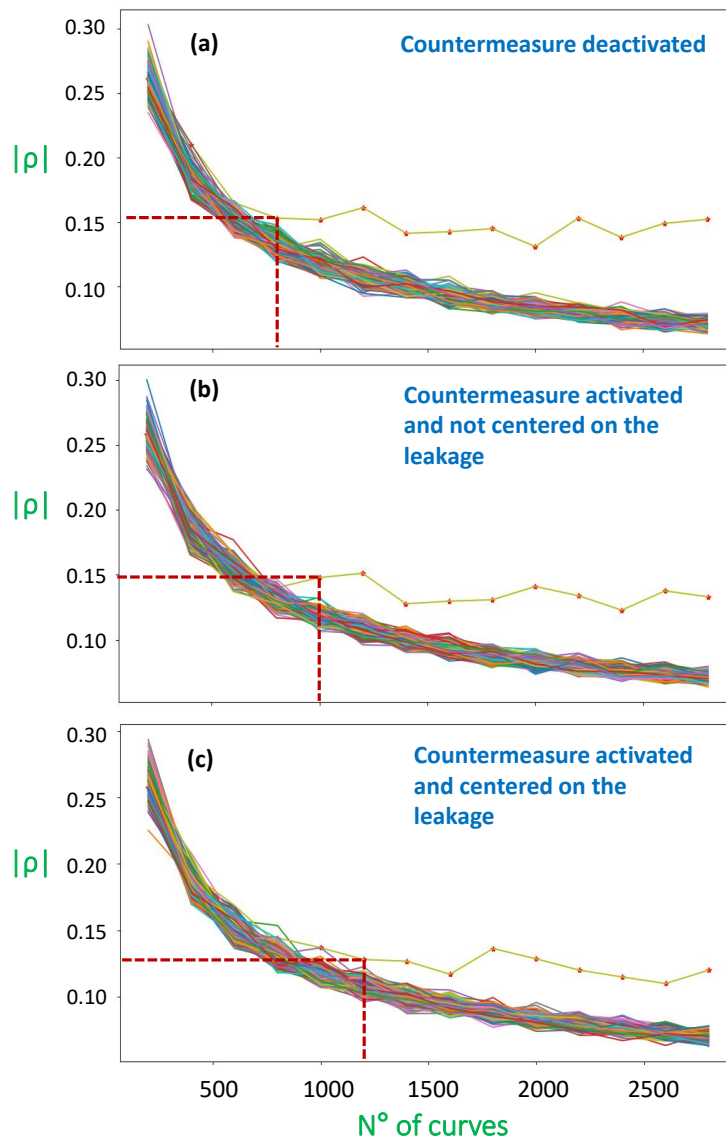 (a)
Countermeasure deactivated
0.30
0.25
0.20
|ρ|
0.15
0.10
(b)
Countermeasure activated
and not centered on the
leakage
0.30
0.25
0.20
|ρ|
0.15
0.10
(c)
Countermeasure activated
and centered on the
leakage
0.30
0.25
0.20
|ρ|
0.15
0.10
500 1000 1500 2000 2500
N° of curves